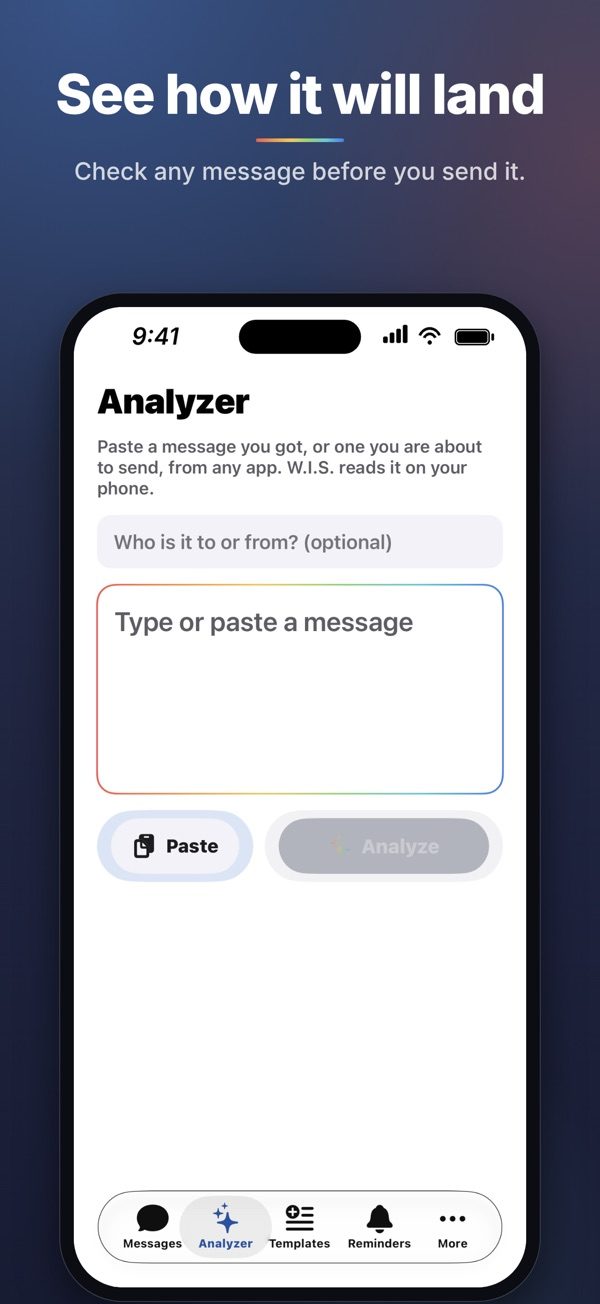 See how it will land
Check any message before you send it.
9:41
Analyzer
Paste a message you got, or one you are about
to send, from any app. W.I.S. reads it on your
phone.
Who is it to or from? (optional)
Type or paste a message
Paste
Analyze
Messages
Analyzer
Templates
Reminders
More